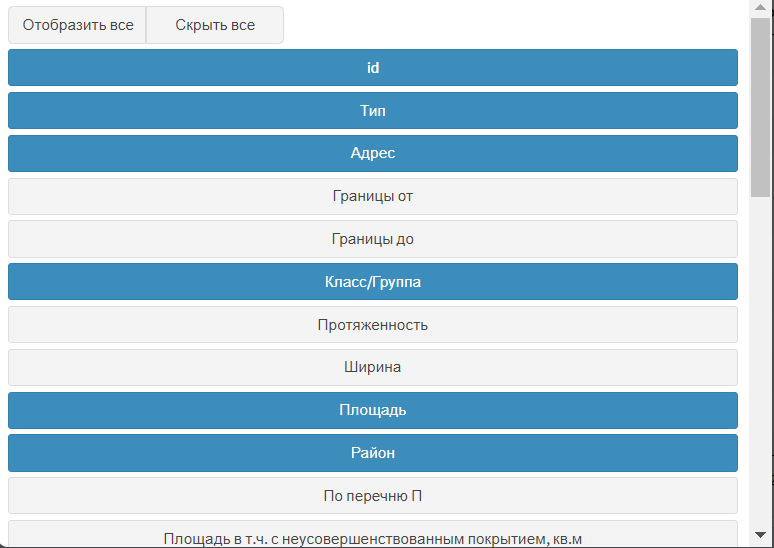 Отобразить все Скрыть все
id
Тип
Адрес
Границы от
Границы до
Класс/Группа
Протяженность
Ширина
Площадь
Район
По перечню П
Площадь в т.ч. с неусовершенствованным покрытием, кв.м